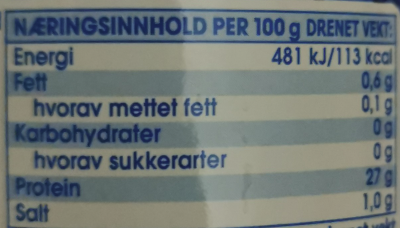 NÆRINGSINNHOLD PER 100 g DRENET VEKT:
Energi 481 kJ/113 kcal
Fett 0,6 g
hvorav mettet fett 0,1 g
Karbohydrater 0 g
hvorav sukkerarter 0 g
Protein 27 g
Salt 1,0 g